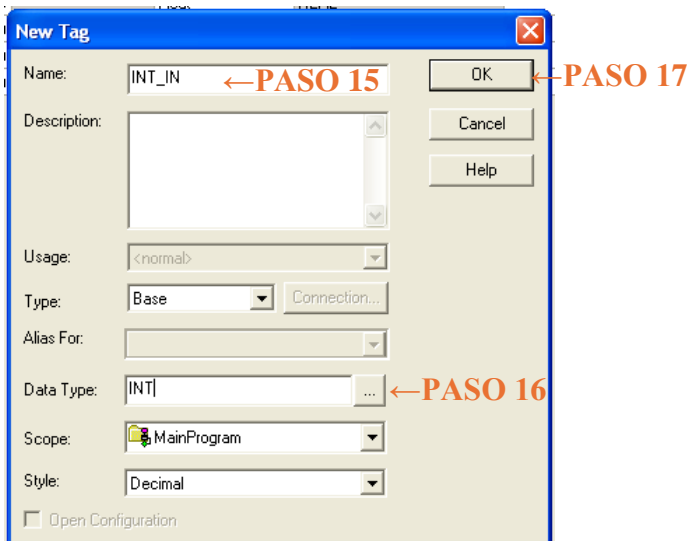 New Tag
Name: INT_IN ←PASO 15 OK ←PASO 17
Description: Cancel
Help
Usage: <normal>
Type: Base Connection...
Alias For:
Data Type: INT ... ←PASO 16
Scope: MainProgram
Style: Decimal
Open Configuration